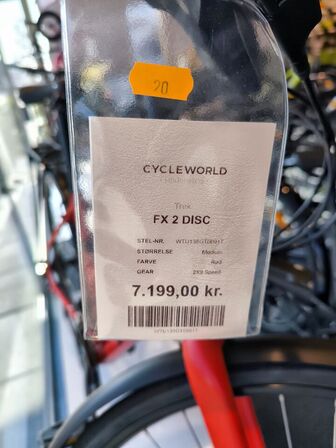 20
CYCLEWORLD
Trek
FX 2 DISC
STEL-NR.
STØRRELSE Medium
FARVE Rød
GEAR 2X9 Speed
7.199,00 kr.